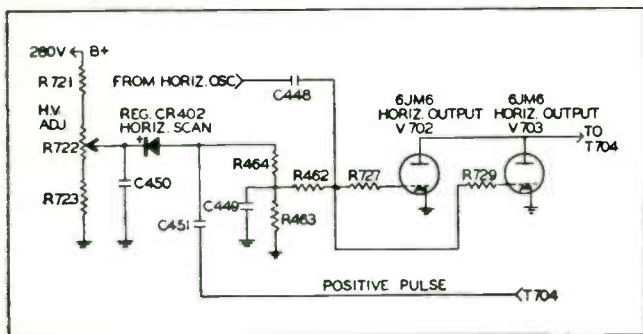 280V B+
R721
FROM HORIZ. OSC
C448
H.V. ADJ
REG. CR402
HORIZ. SCAN
6JM6
HORIZ. OUTPUT
V702
6JM6
HORIZ. OUTPUT
V703
TO
T704
R722
+
R464
R462
R727
C450
R729
R723
C449
R463
C451
POSITIVE PULSE
T704